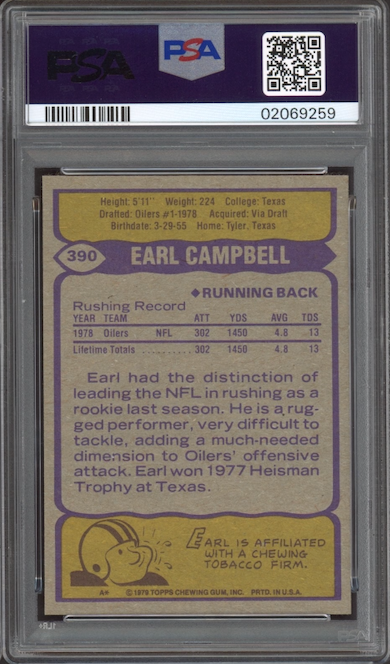 PSA
PSA
02069259
Height: 5'11" Weight: 224 College: Texas
Drafted: Oilers #1-1978 Acquired: Via Draft
Birthdate: 3-29-55 Home: Tyler, Texas
390 EARL CAMPBELL
◆RUNNING BACK
Rushing Record
YEAR TEAM ATT YDS AVG TDS
1978 Oilers NFL 302 1450 4.8 13
Lifetime Totals ........... 302 1450 4.8 13
Earl had the distinction of
leading the NFL in rushing as a
rookie last season. He is a rug-
ged performer, very difficult to
tackle, adding a much-needed
dimension to Oilers' offensive
attack. Earl won 1977 Heisman
Trophy at Texas.
EARL IS AFFILIATED
WITH A CHEWING
TOBACCO FIRM.
A* © 1979 TOPPS CHEWING GUM, INC. PRTD. IN U.S.A.
PSA